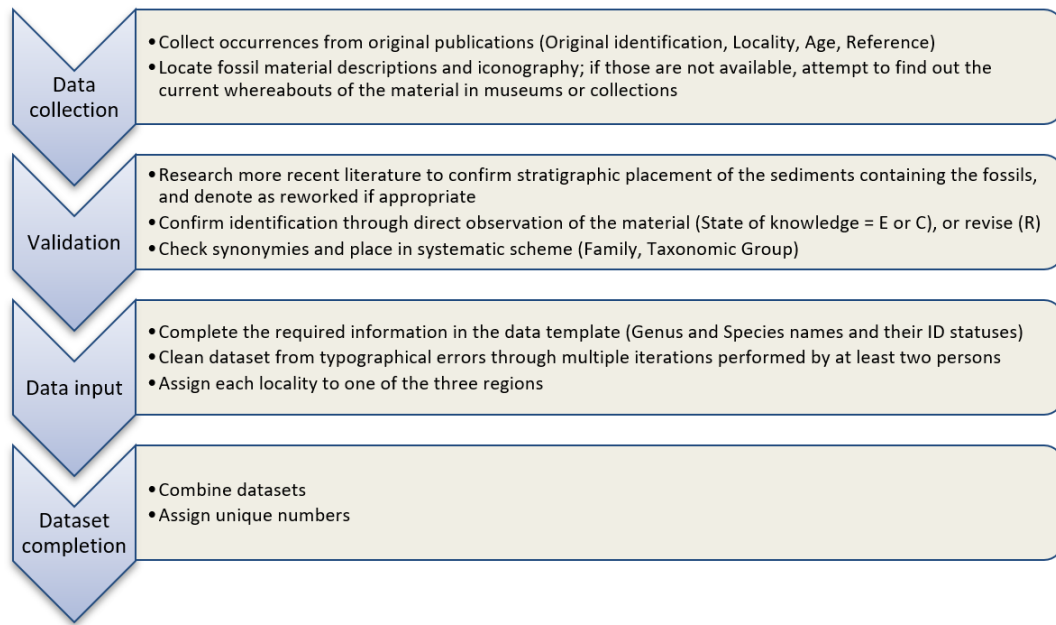 Data
collection
•Collect occurrences from original publications (Original identification, Locality, Age, Reference)
•Locate fossil material descriptions and iconography; if those are not available, attempt to find out the
current whereabouts of the material in museums or collections
Validation
•Research more recent literature to confirm stratigraphic placement of the sediments containing the fossils,
and denote as reworked if appropriate
•Confirm identification through direct observation of the material (State of knowledge = E or C), or revise (R)
•Check synonymies and place in systematic scheme (Family, Taxonomic Group)
Data input
•Complete the required information in the data template (Genus and Species names and their ID statuses)
•Clean dataset from typographical errors through multiple iterations performed by at least two persons
•Assign each locality to one of the three regions
Dataset
completion
•Combine datasets
•Assign unique numbers